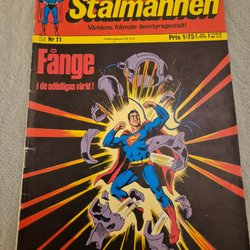 Stålmannen
Världens främste äventyrsgestalt!
Nr 11
Pris 1:75
Fånge
i de odödligas värld!